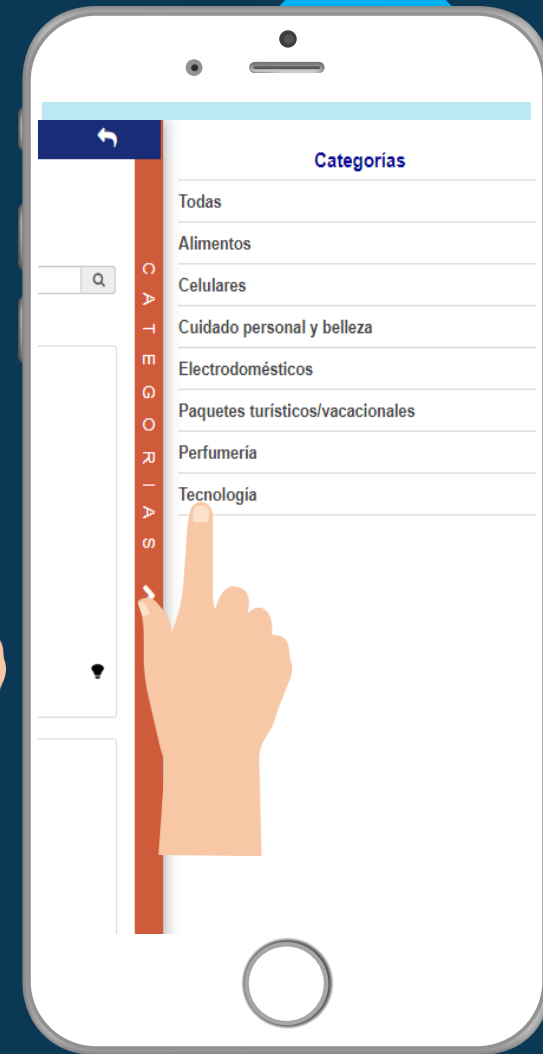 Categorías
Todas
Alimentos
Celulares
Cuidado personal y belleza
Electrodomésticos
Paquetes turísticos/vacacionales
Perfumería
Tecnología
CATEGORIAS